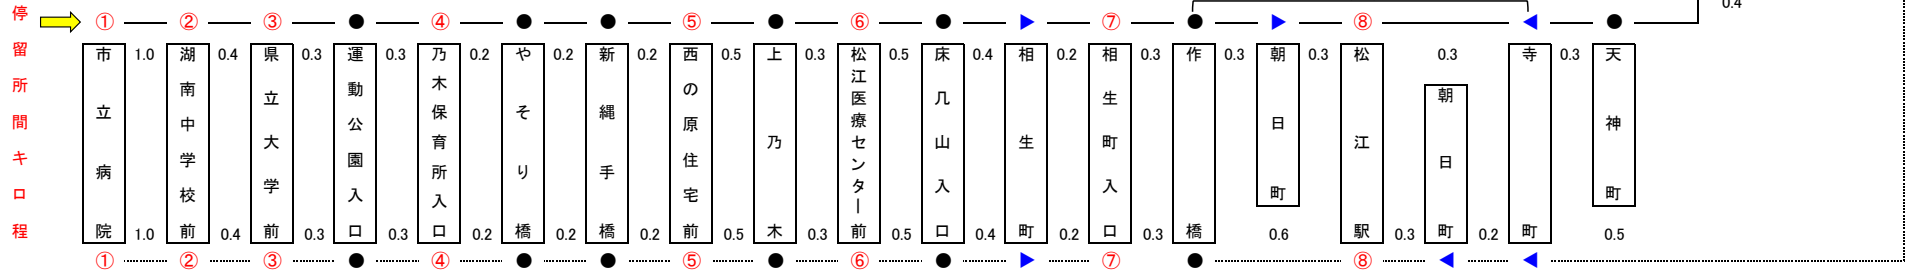 停留所間キロ程
0.4
① ② ③ ● ④ ● ● ⑤ ● ⑥ ● ▶ ⑦ ● ▶ ⑧ ◀ ●
市立病院
湖南中学校前
県立大学前
運動公園入口
乃木保育所入口
やそり橋
新縄手橋
西の原住宅前
上乃木
松江医療センター前
床几山入口
相生町
相生町入口
作橋
朝日町
松江駅
朝日町
寺町
天神町
1.0 0.4 0.3 0.3 0.2 0.2 0.2 0.5 0.3 0.5 0.4 0.2 0.3 0.3 0.3 0.3 0.3
1.0 0.4 0.3 0.3 0.2 0.2 0.2 0.5 0.3 0.5 0.4 0.2 0.3 0.6 0.3 0.2 0.5
① ② ③ ● ④ ● ● ⑤ ● ⑥ ● ▶ ⑦ ● ⑧ ◀ ◀